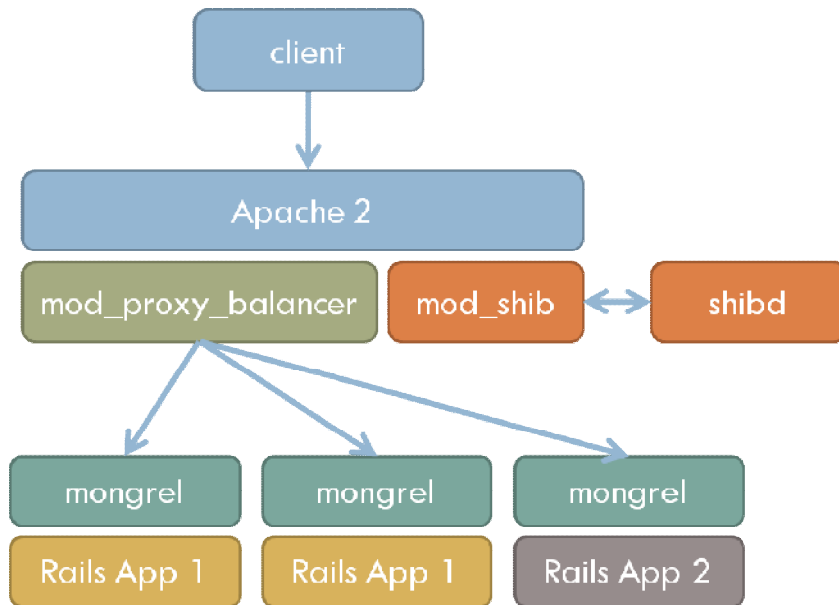 client
Apache 2
mod_proxy_balancer
mod_shib
shibd
mongrel
mongrel
mongrel
Rails App 1
Rails App 1
Rails App 2